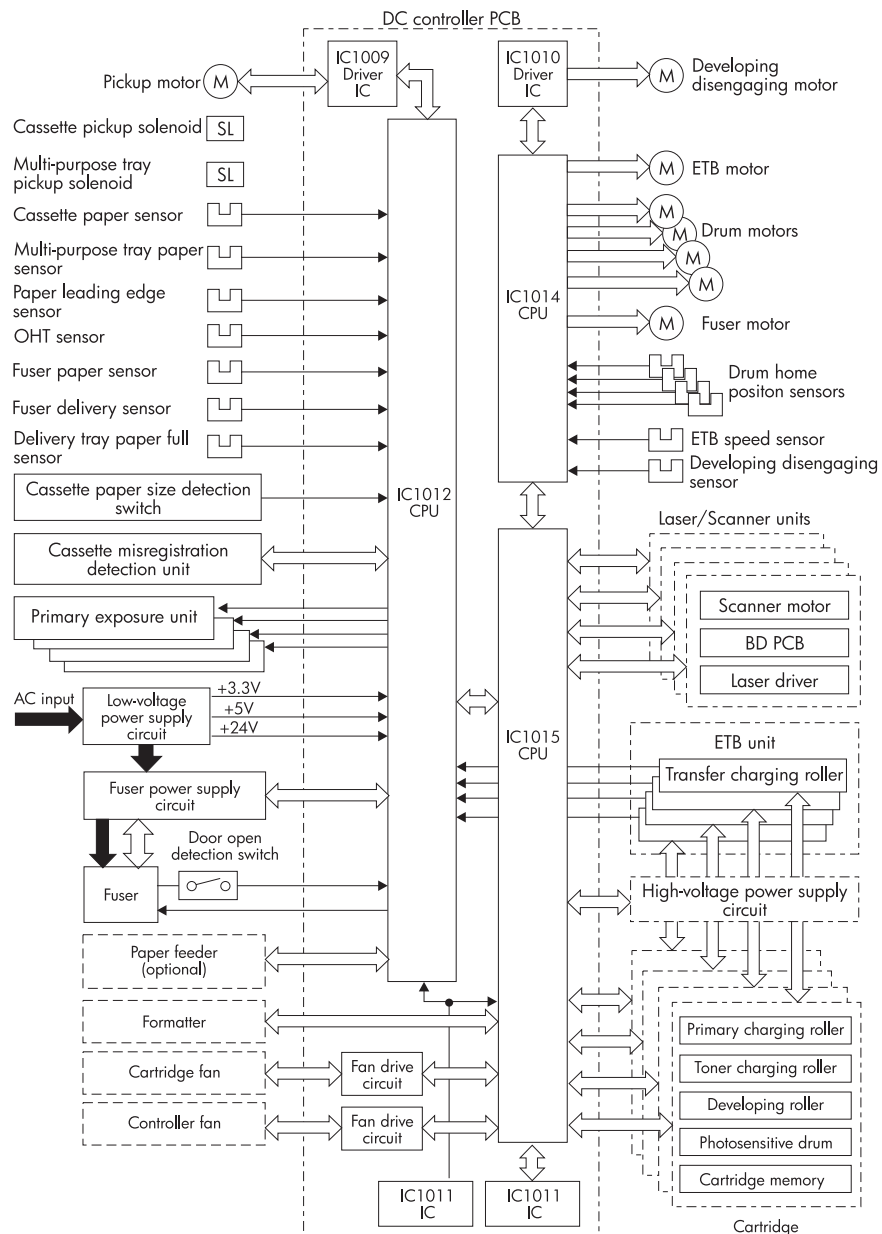 DC controller PCB
IC1009
Driver
IC
IC1010
Driver
IC
Pickup motor
M
M
Developing
disengaging motor
Cassette pickup solenoid
SL
Multi-purpose tray
pickup solenoid
SL
Cassette paper sensor
Multi-purpose tray paper
sensor
Paper leading edge
sensor
OHT sensor
Fuser paper sensor
Fuser delivery sensor
Delivery tray paper full
sensor
Cassette paper size detection
switch
Cassette misregistration
detection unit
Primary exposure unit
AC input
Low-voltage
power supply
circuit
+3.3V
+5V
+24V
Fuser power supply
circuit
Door open
detection switch
Fuser
Paper feeder
(optional)
Formatter
Cartridge fan
Fan drive
circuit
Controller fan
Fan drive
circuit
IC1012
CPU
IC1011
IC
IC1011
IC
IC1014
CPU
IC1015
CPU
M
ETB motor
M
M
M
M
Drum motors
M
Fuser motor
Drum home
positon sensors
ETB speed sensor
Developing disengaging
sensor
Laser/Scanner units
Scanner motor
BD PCB
Laser driver
ETB unit
Transfer charging roller
High-voltage power supply
circuit
Primary charging roller
Toner charging roller
Developing roller
Photosensitive drum
Cartridge memory
Cartridge